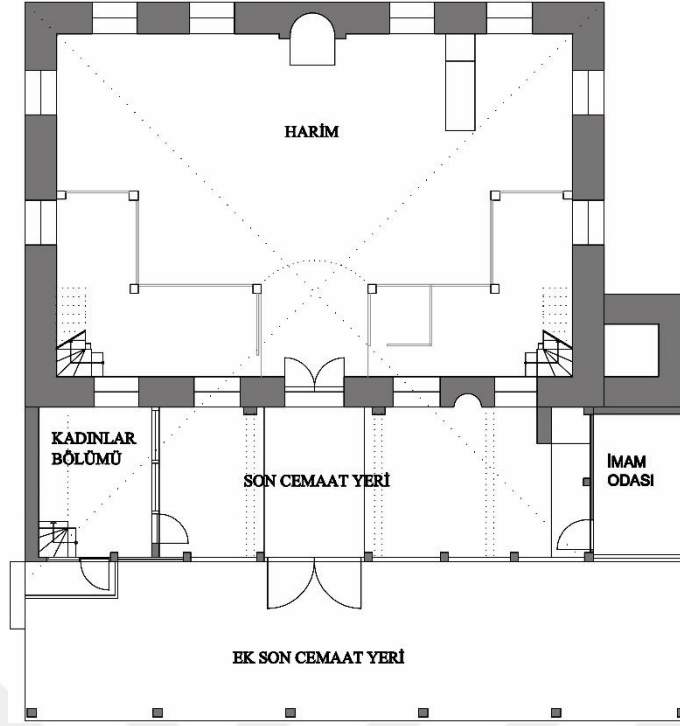 HARİM
KADINLAR
BÖLÜMÜ
SON CEMAAT YERİ
İMAM
ODASI
EK SON CEMAAT YERİ